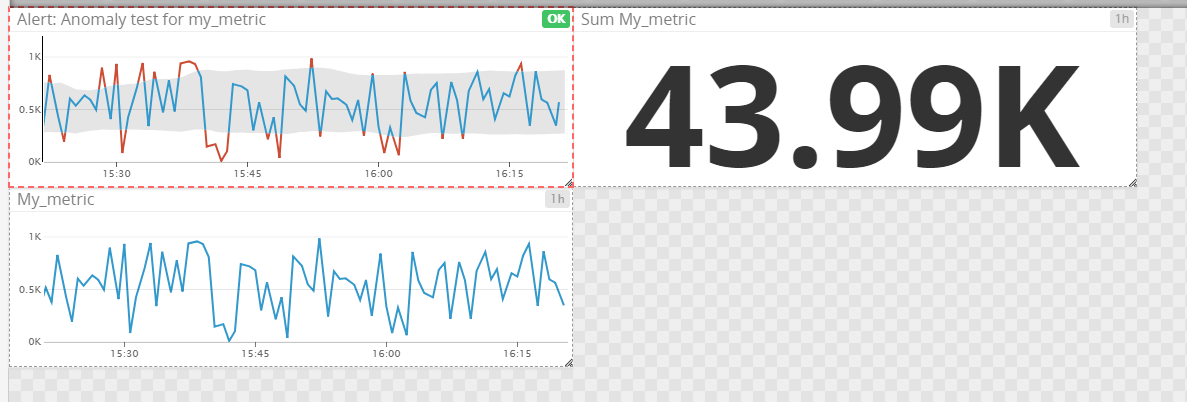 Alert: Anomaly test for my_metric OK
Sum My_metric 1h
1K
0.5K
0K
15:30 15:45 16:00 16:15
43.99K
My_metric 1h
1K
0.5K
0K
15:30 15:45 16:00 16:15